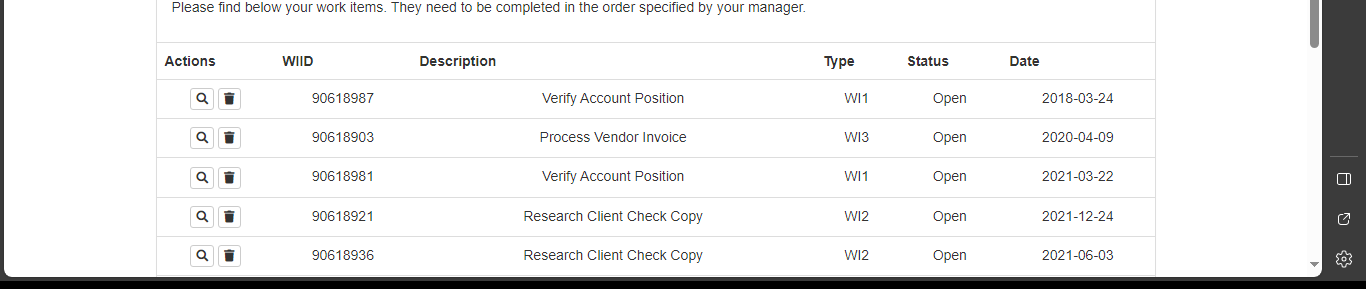 Please find below your work items. They need to be completed in the order specified by your manager.
Actions WIID Description Type Status Date
90618987 Verify Account Position WI1 Open 2018-03-24
90618903 Process Vendor Invoice WI3 Open 2020-04-09
90618981 Verify Account Position WI1 Open 2021-03-22
90618921 Research Client Check Copy WI2 Open 2021-12-24
90618936 Research Client Check Copy WI2 Open 2021-06-03